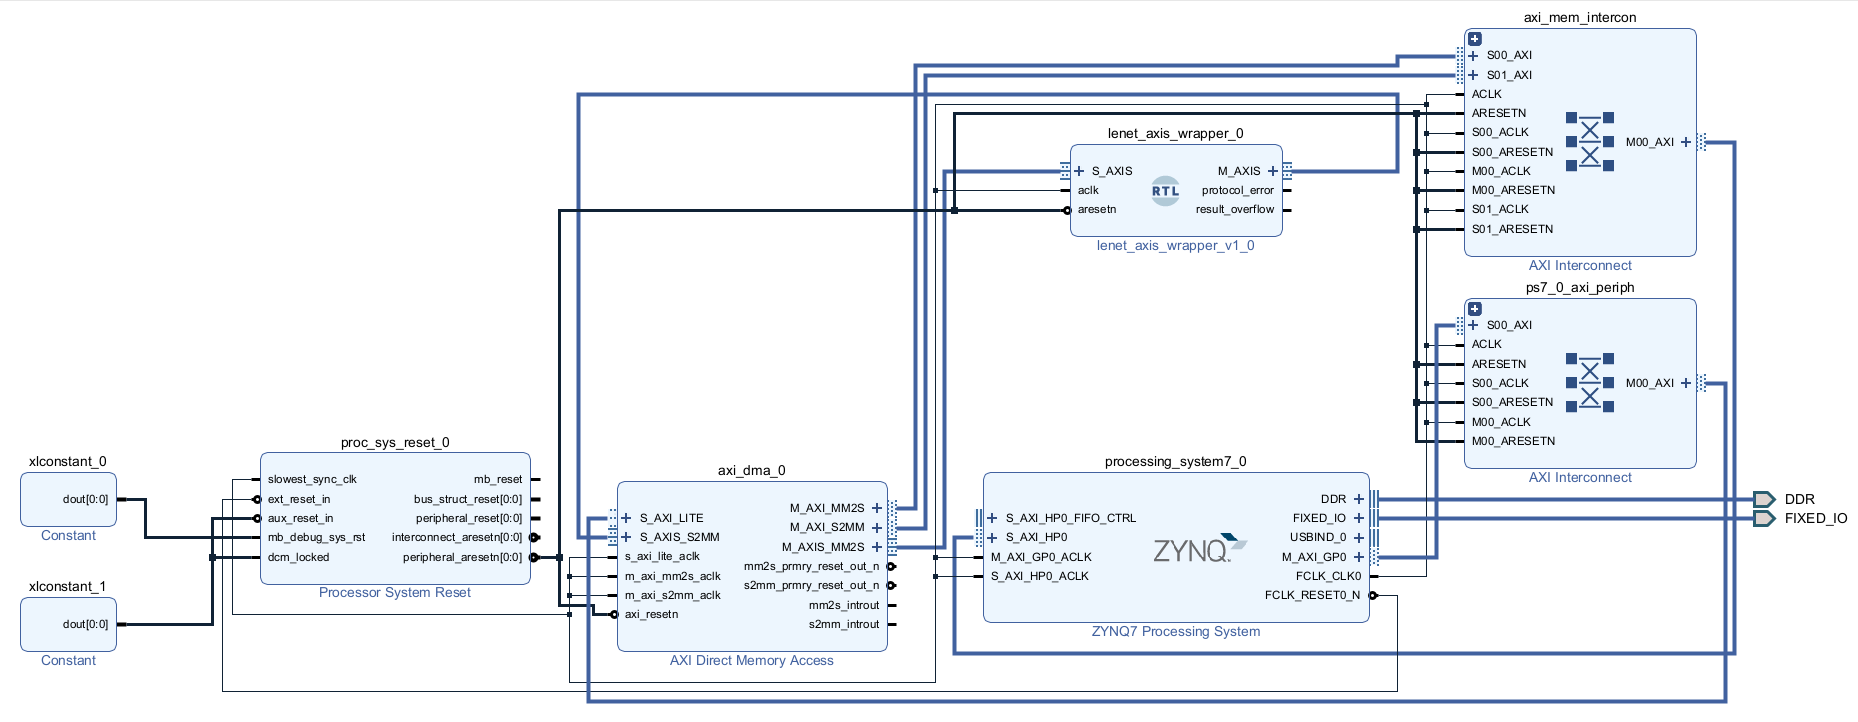 axi_mem_intercon
S00_AXI
S01_AXI
ACLK
ARESETN
S00_ACLK
S00_ARESETN
M00_ACLK
M00_ARESETN
S01_ACLK
S01_ARESETN
M00_AXI
AXI Interconnect
lenet_axis_wrapper_0
S_AXIS
aclk
aresetn
RTL
M_AXIS
protocol_error
result_overflow
lenet_axis_wrapper_v1_0
ps7_0_axi_periph
S00_AXI
ACLK
ARESETN
S00_ACLK
S00_ARESETN
M00_ACLK
M00_ARESETN
M00_AXI
AXI Interconnect
xlconstant_0
dout[0:0]
Constant
xlconstant_1
dout[0:0]
Constant
proc_sys_reset_0
slowest_sync_clk
ext_reset_in
aux_reset_in
mb_debug_sys_rst
dcm_locked
mb_reset
bus_struct_reset[0:0]
peripheral_reset[0:0]
interconnect_aresetn[0:0]
peripheral_aresetn[0:0]
Processor System Reset
axi_dma_0
S_AXI_LITE
S_AXIS_S2MM
s_axi_lite_aclk
m_axi_mm2s_aclk
m_axi_s2mm_aclk
axi_resetn
M_AXI_MM2S
M_AXI_S2MM
M_AXIS_MM2S
mm2s_prmry_reset_out_n
s2mm_prmry_reset_out_n
mm2s_introut
s2mm_introut
AXI Direct Memory Access
processing_system7_0
S_AXI_HP0_FIFO_CTRL
S_AXI_HP0
M_AXI_GP0_ACLK
S_AXI_HP0_ACLK
ZYNQ
DDR
FIXED_IO
USBIND_0
M_AXI_GP0
FCLK_CLK0
FCLK_RESET0_N
ZYNQ7 Processing System
DDR
FIXED_IO